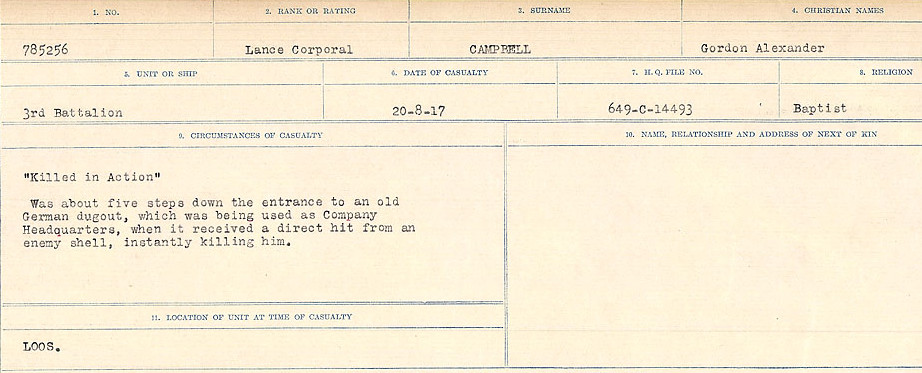 1. NO. 2. RANK OR RATING 3. SURNAME 4. CHRISTIAN NAMES
785256 Lance Corporal CAMPBELL Gordon Alexander
5. UNIT OR SHIP 6. DATE OF CASUALTY 7. H.Q. FILE NO. 8. RELIGION
3rd Battalion 20-8-17 649-C-14493 Baptist
9. CIRCUMSTANCES OF CASUALTY 10. NAME, RELATIONSHIP AND ADDRESS OF NEXT OF KIN
"Killed in Action"
Was about five steps down the entrance to an old
German dugout, which was being used as Company
Headquarters, when it received a direct hit from an
enemy shell, instantly killing him.
11. LOCATION OF UNIT AT TIME OF CASUALTY
LOOS.